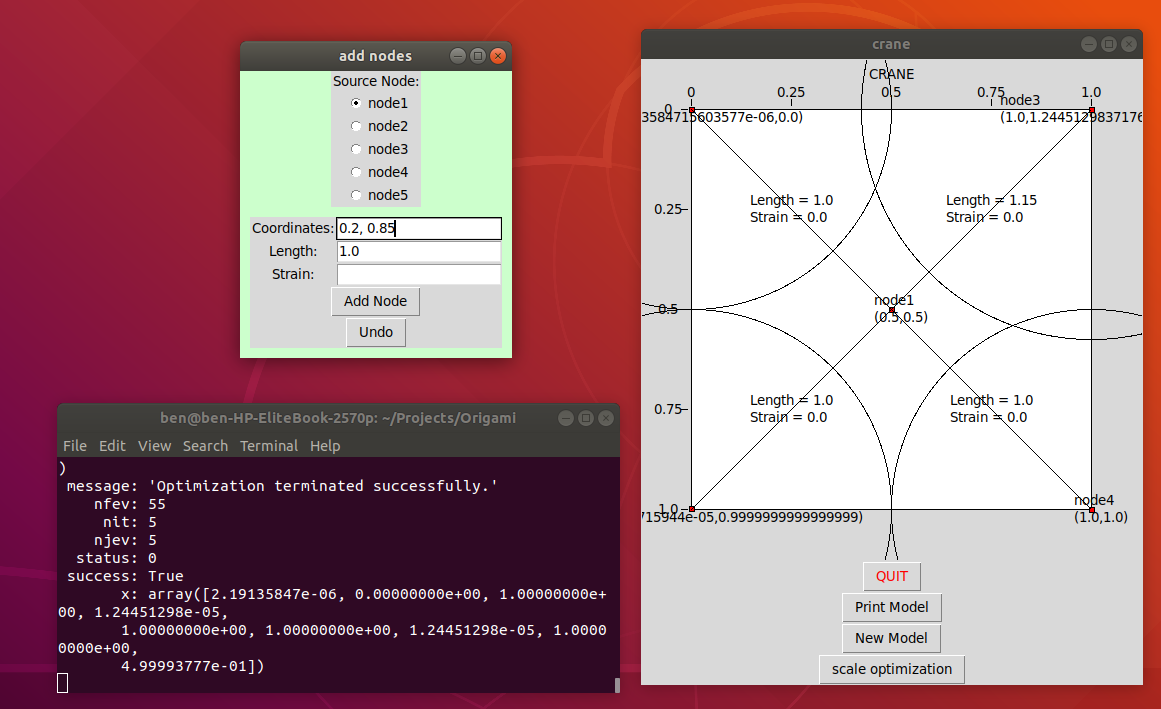 add nodes
Source Node:
node1
node2
node3
node4
node5
Coordinates: 0.2, 0.85
Length: 1.0
Strain:
Add Node
Undo
ben@ben-HP-EliteBook-2570p: ~/Projects/Origami
File Edit View Search Terminal Help
)
message: 'Optimization terminated successfully.'
nfev: 55
nit: 5
njev: 5
status: 0
success: True
x: array([2.19135847e-06, 0.00000000e+00, 1.00000000e+
00, 1.24451298e-05,
1.00000000e+00, 1.00000000e+00, 1.24451298e-05, 1.0000
0000e+00,
4.99993777e-01])
crane
CRANE
0 0.25 0.5 0.75 1.0
node3
0
3584715603577e-06,0.0)
(1.0,1.2445129837176
Length = 1.0
Strain = 0.0
Length = 1.15
Strain = 0.0
0.25
node1
(0.5,0.5)
0.5
Length = 1.0
Strain = 0.0
Length = 1.0
Strain = 0.0
0.75
node4
(1.0,1.0)
1.0
715944e-05,0.9999999999999999)
QUIT
Print Model
New Model
scale optimization